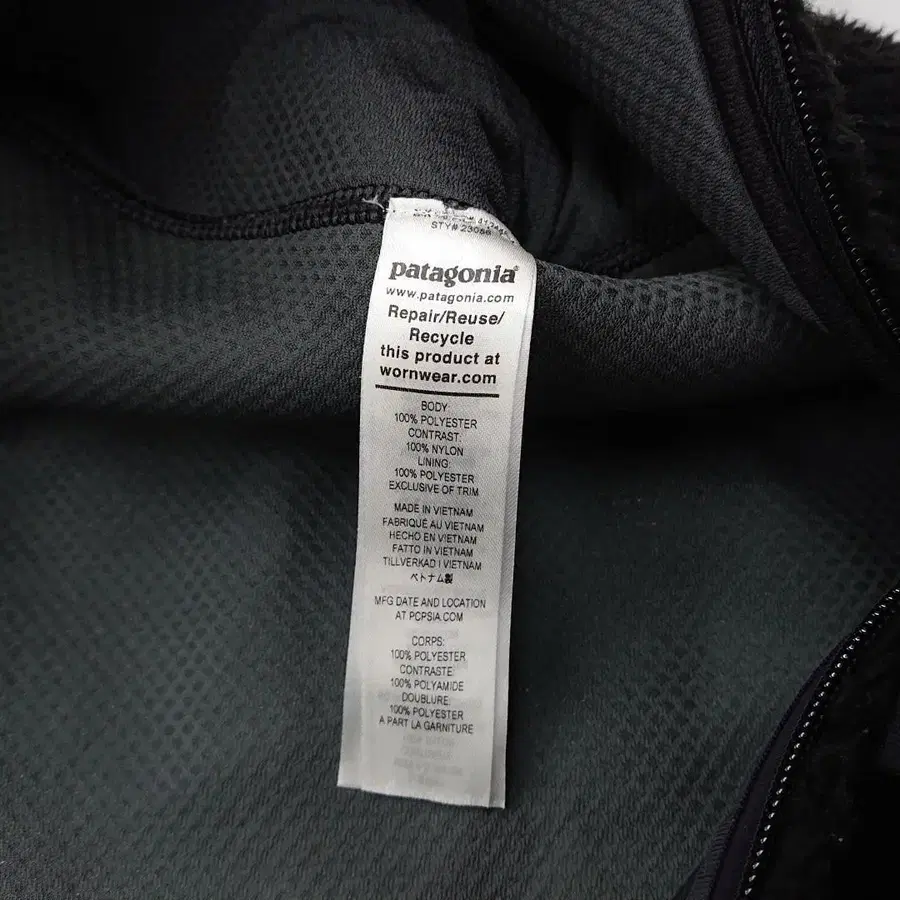 STY# 23056
patagonia®
www.patagonia.com
Repair/Reuse/
Recycle
this product at
wornwear.com
BODY:
100% POLYESTER
CONTRAST:
100% NYLON
LINING:
100% POLYESTER
EXCLUSIVE OF TRIM
MADE IN VIETNAM
FABRIQUÉ AU VIETNAM
HECHO EN VIETNAM
FATTO IN VIETNAM
TILLVERKAD I VIETNAM
ベトナム製
MFG DATE AND LOCATION
AT PCPSIA.COM
CORPS:
100% POLYESTER
CONTRASTE:
100% POLYAMIDE
DOUBLURE:
100% POLYESTER
A PART LA GARNITURE